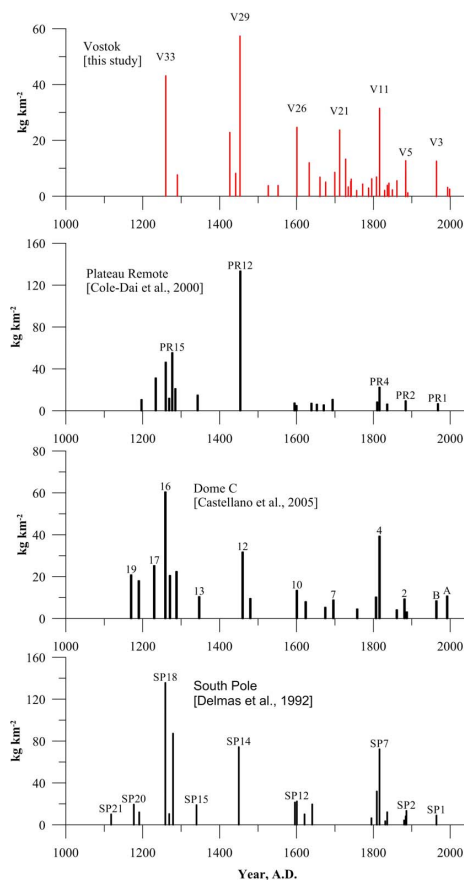 V29
60
Vostok
[this study]
V33
40
V11
V26
V21
kg km-2
20
V5
V3
0
1000 1200 1400 1600 1800 2000
160
Plateau Remote
[Cole-Dai et al., 2000]
PR12
120
80
PR15
kg km-2
40
PR4
PR2
PR1
0
1000 1200 1400 1600 1800 2000
80
Dome C
[Castellano et al., 2005]
16
60
4
40
12
kg km-2
19
17
20
13
10
7
2
B
A
0
1000 1200 1400 1600 1800 2000
160
SP18
South Pole
[Delmas et al., 1992]
120
SP14
SP7
80
kg km-2
40
SP21
SP20
SP15
SP12
SP2
SP1
0
1000 1200 1400 1600 1800 2000
Year, A.D.